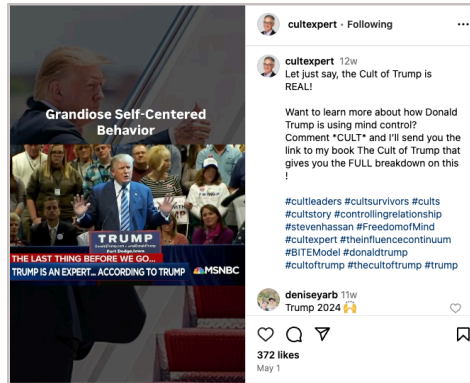 cultexpert · Following
cultexpert 12w
Let just say, the Cult of Trump is
REAL!
Want to learn more about how Donald
Trump is using mind control?
Comment *CULT* and I'll send you the
link to my book The Cult of Trump that
gives you the FULL breakdown on this
!
#cultleaders #cultsurvivors #cults
#cultstory #controllingrelationship
#stevenhassan #FreedomofMind
#cultexpert #theinfluencecontinuum
#BITEModel #donaldtrump
#cultoftrump #thecultoftrump #trump
deniseyarb 11w
Trump 2024 🙌
372 likes
May 1
Grandiose Self-Centered
Behavior
TRUMP
Fort Dodge, Iowa
THE LAST THING BEFORE WE GO...
TRUMP IS AN EXPERT... ACCORDING TO TRUMP MSNBC